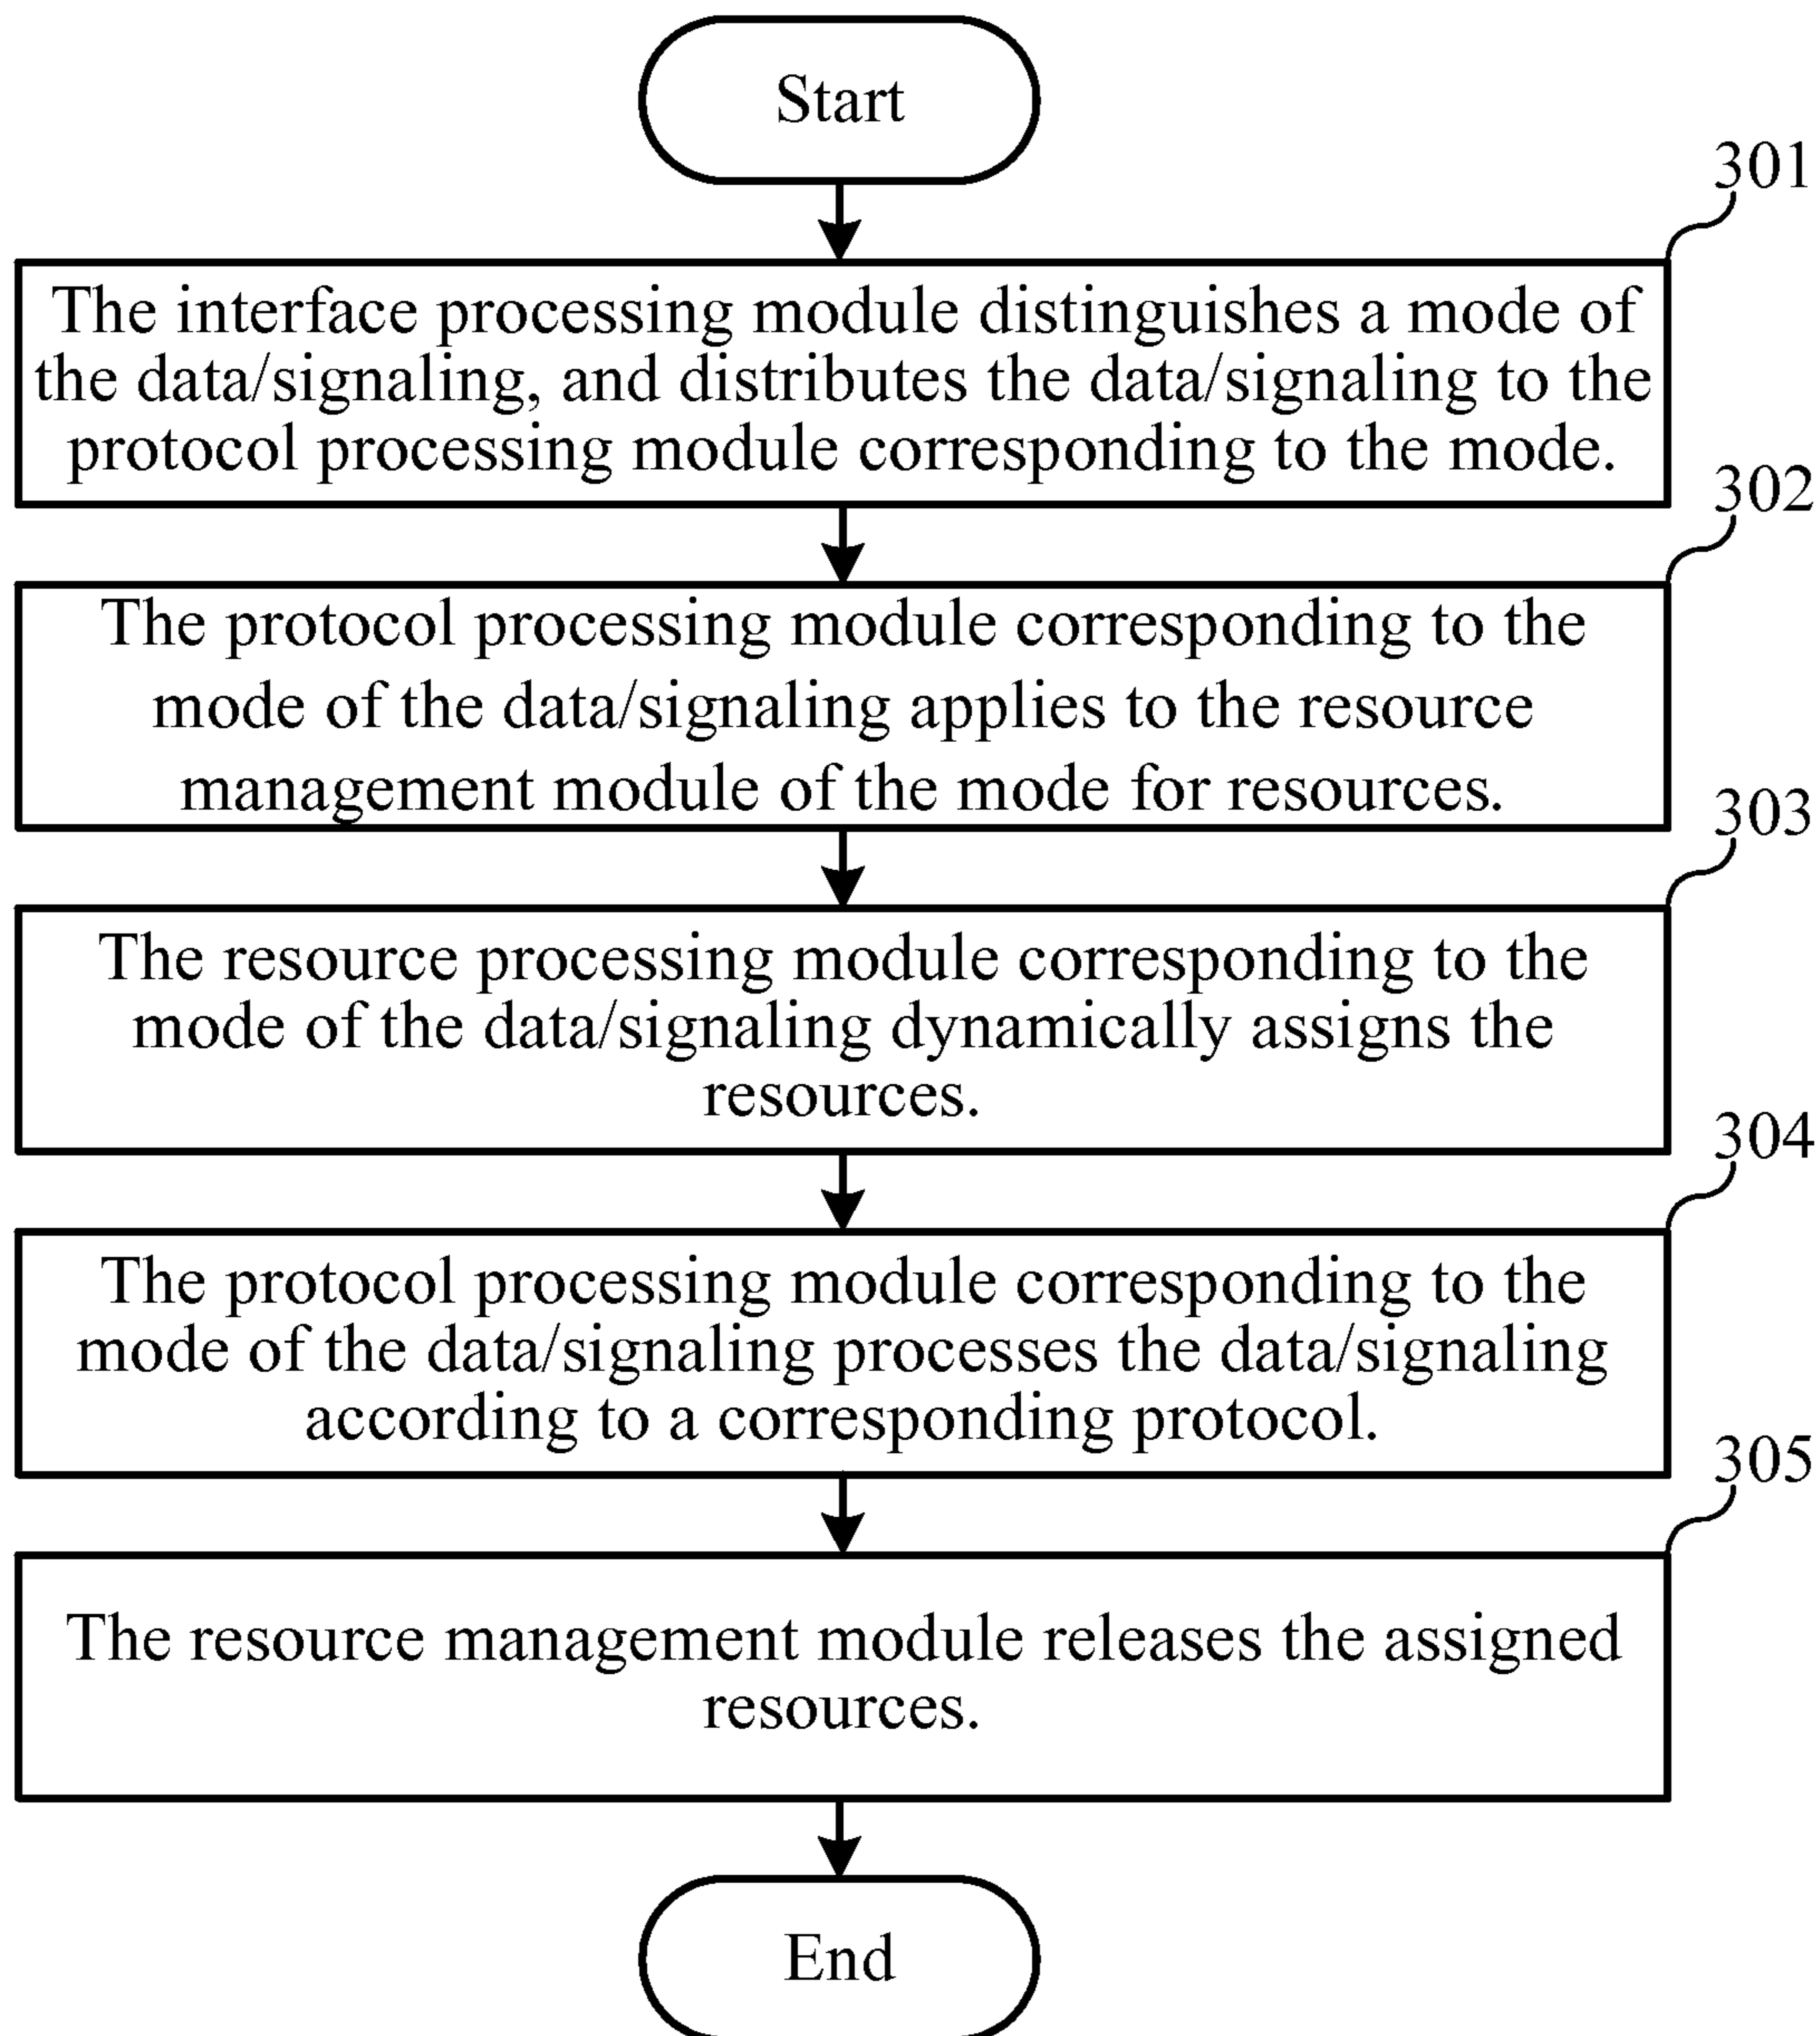 Start
301
The interface processing module distinguishes a mode of
the data/signaling, and distributes the data/signaling to the
protocol processing module corresponding to the mode.
302
The protocol processing module corresponding to the
mode of the data/signaling applies to the resource
management module of the mode for resources.
303
The resource processing module corresponding to the
mode of the data/signaling dynamically assigns the
resources.
304
The protocol processing module corresponding to the
mode of the data/signaling processes the data/signaling
according to a corresponding protocol.
305
The resource management module releases the assigned
resources.
End